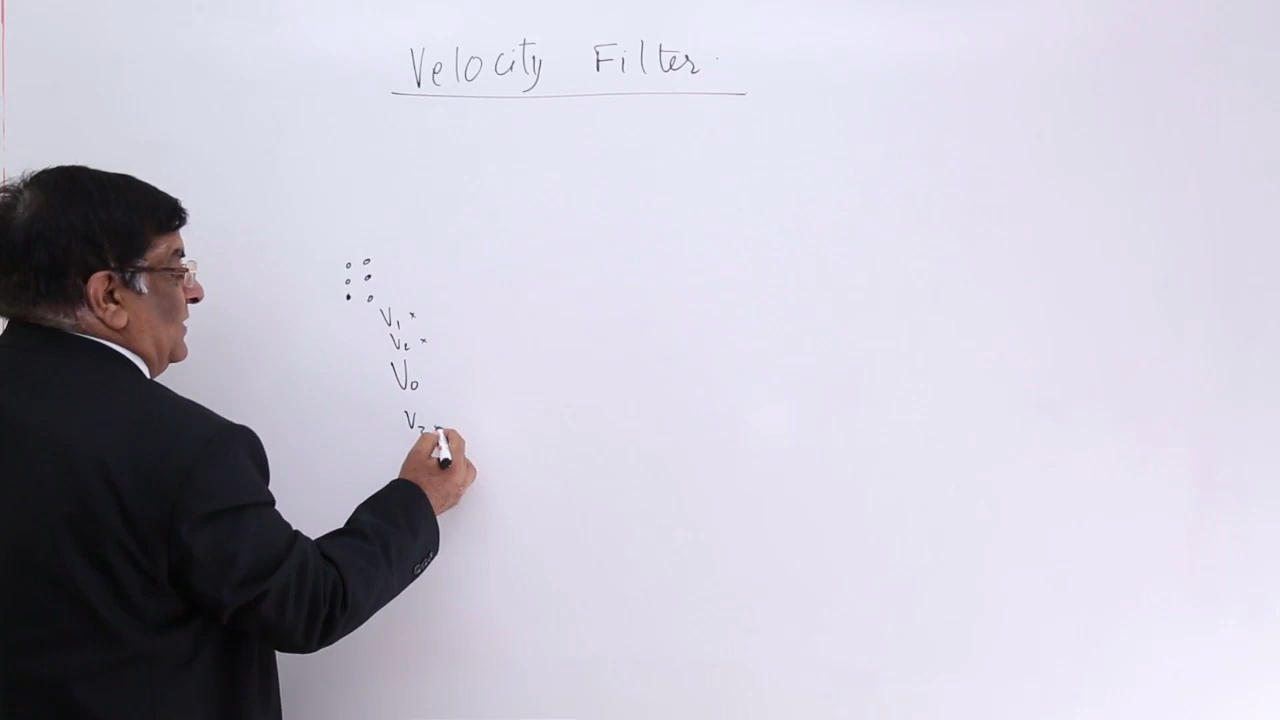 Velocity Filter
V₁ ×
V₂ ×
V₀
V₃ ×